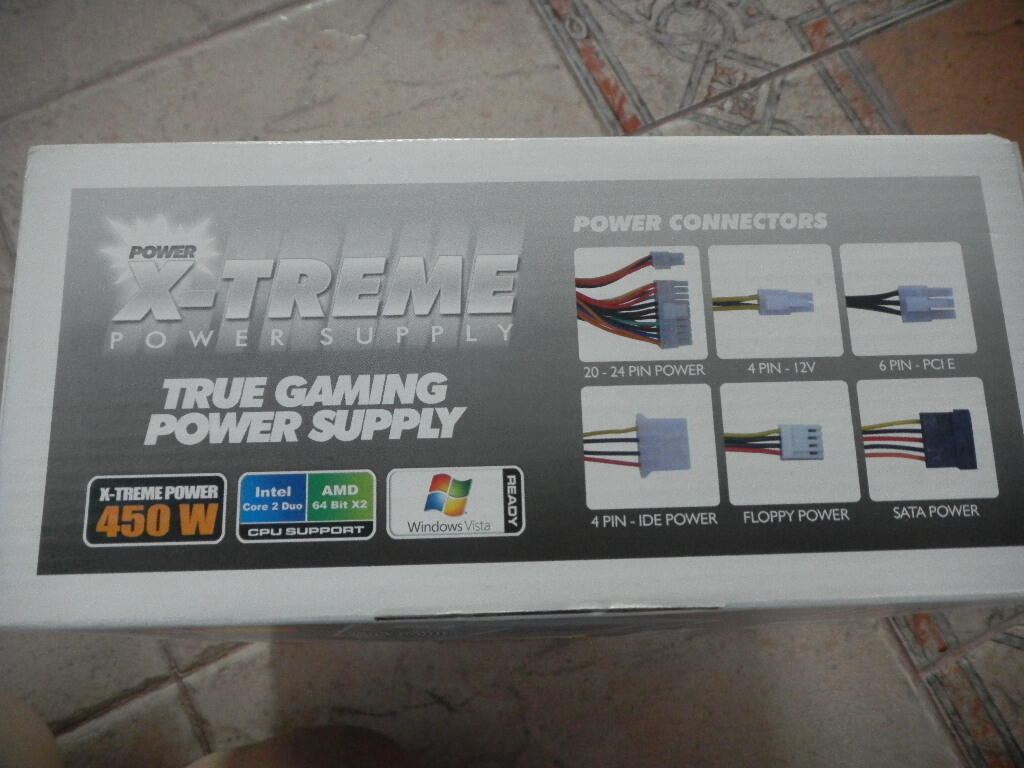 POWER
X-TREME
POWER SUPPLY
TRUE GAMING
POWER SUPPLY
X-TREME POWER
450 W
Intel
Core 2 Duo
AMD
64 Bit X2
CPU SUPPORT
Windows Vista
READY
POWER CONNECTORS
20 - 24 PIN POWER
4 PIN - 12V
6 PIN - PCI E
4 PIN - IDE POWER
FLOPPY POWER
SATA POWER